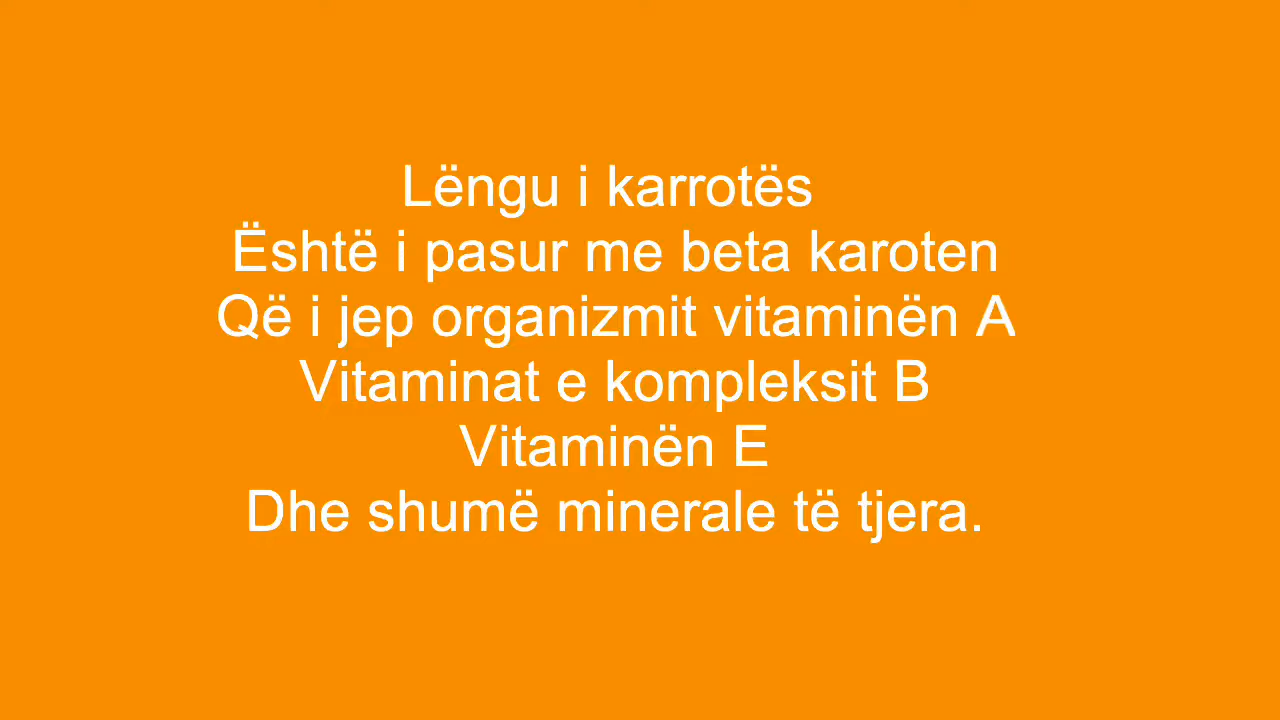 Lëngu i karrotës
Është i pasur me beta karoten
Që i jep organizmit vitaminën A
Vitaminat e kompleksit B
Vitaminën E
Dhe shumë minerale të tjera.